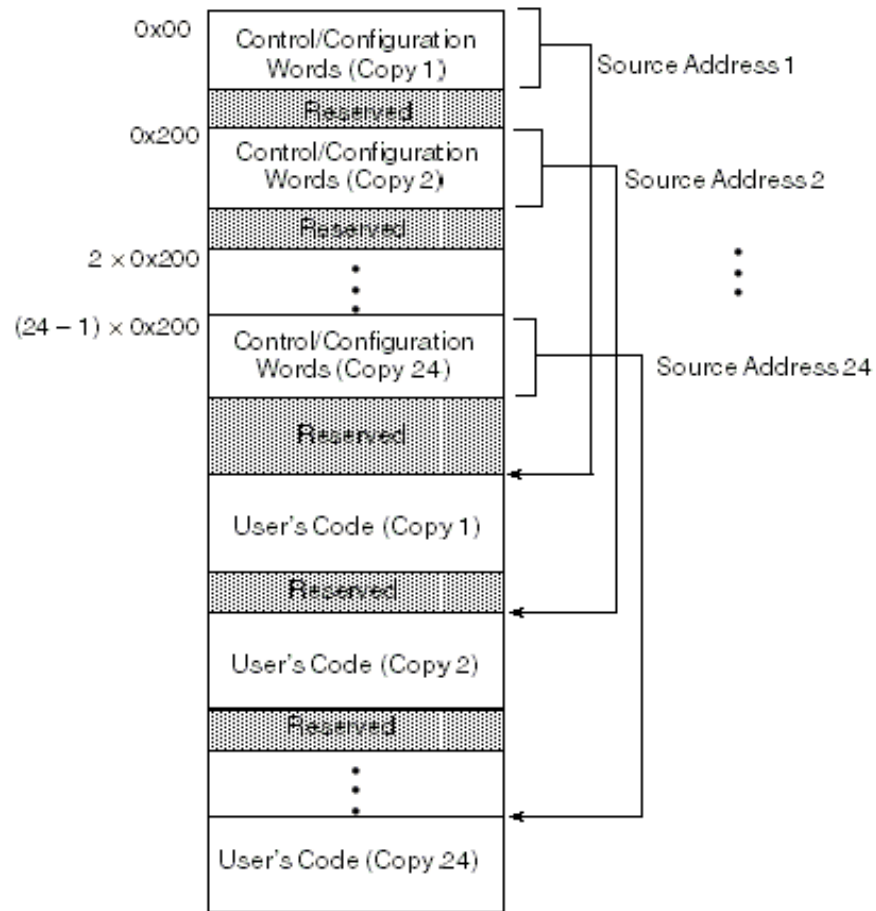 0x00
Control/Configuration
Words (Copy 1)
Source Address 1
Reserved
0x200
Control/Configuration
Words (Copy 2)
Source Address 2
Reserved
2 × 0x200
(24 – 1) × 0x200
Control/Configuration
Words (Copy 24)
Source Address 24
Reserved
User's Code (Copy 1)
Reserved
User's Code (Copy 2)
Reserved
User's Code (Copy 24)